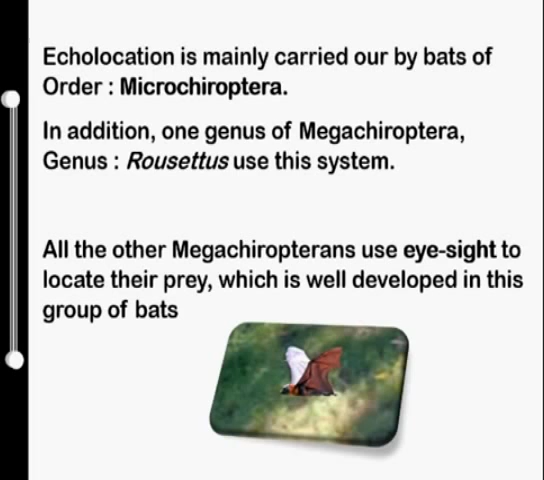 Echolocation is mainly carried our by bats of
Order : Microchiroptera.
In addition, one genus of Megachiroptera,
Genus : Rousettus use this system.
All the other Megachiropterans use eye-sight to
locate their prey, which is well developed in this
group of bats